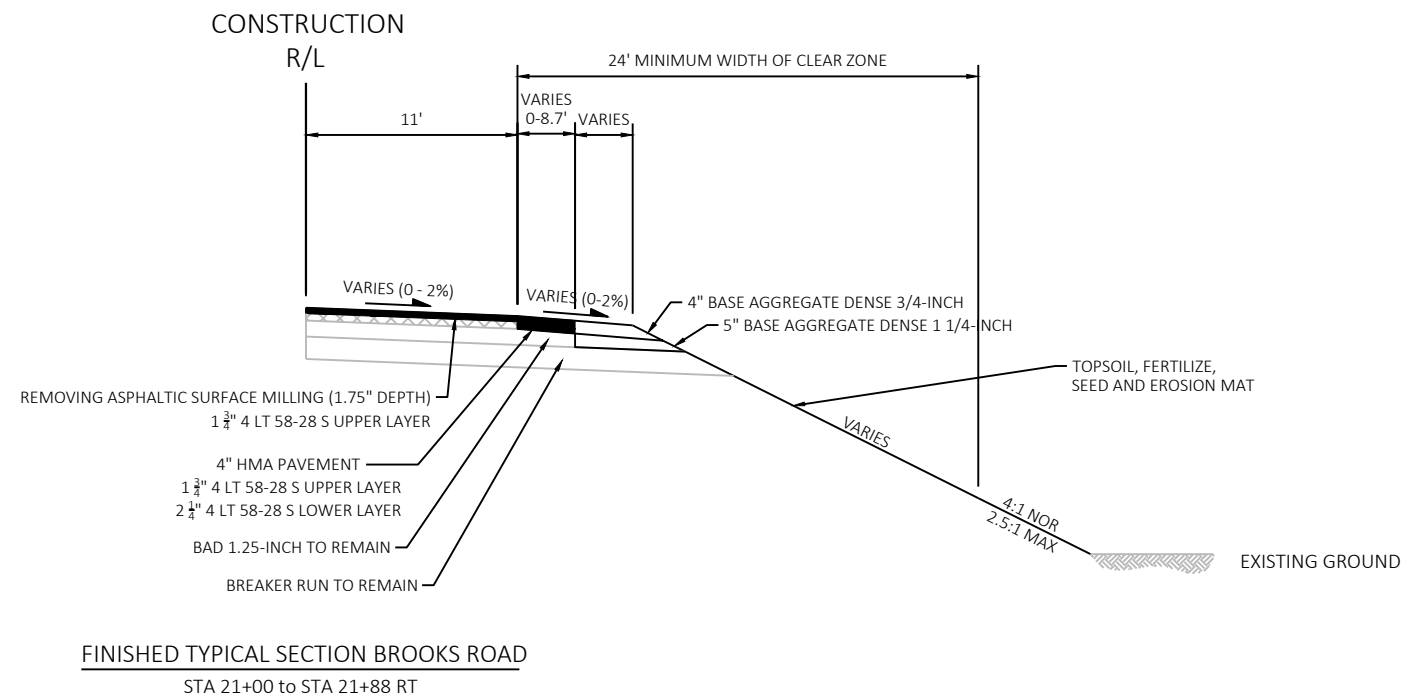 CONSTRUCTION
R/L
24' MINIMUM WIDTH OF CLEAR ZONE
11'
VARIES
0-8.7'
VARIES
VARIES (0 - 2%)
VARIES (0-2%)
4" BASE AGGREGATE DENSE 3/4-INCH
5" BASE AGGREGATE DENSE 1 1/4-INCH
TOPSOIL, FERTILIZE,
SEED AND EROSION MAT
REMOVING ASPHALTIC SURFACE MILLING (1.75" DEPTH)
1 3/4" 4 LT 58-28 S UPPER LAYER
4" HMA PAVEMENT
1 3/4" 4 LT 58-28 S UPPER LAYER
2 1/4" 4 LT 58-28 S LOWER LAYER
BAD 1.25-INCH TO REMAIN
BREAKER RUN TO REMAIN
VARIES
4:1 NOR
2.5:1 MAX
EXISTING GROUND
FINISHED TYPICAL SECTION BROOKS ROAD
STA 21+00 to STA 21+88 RT